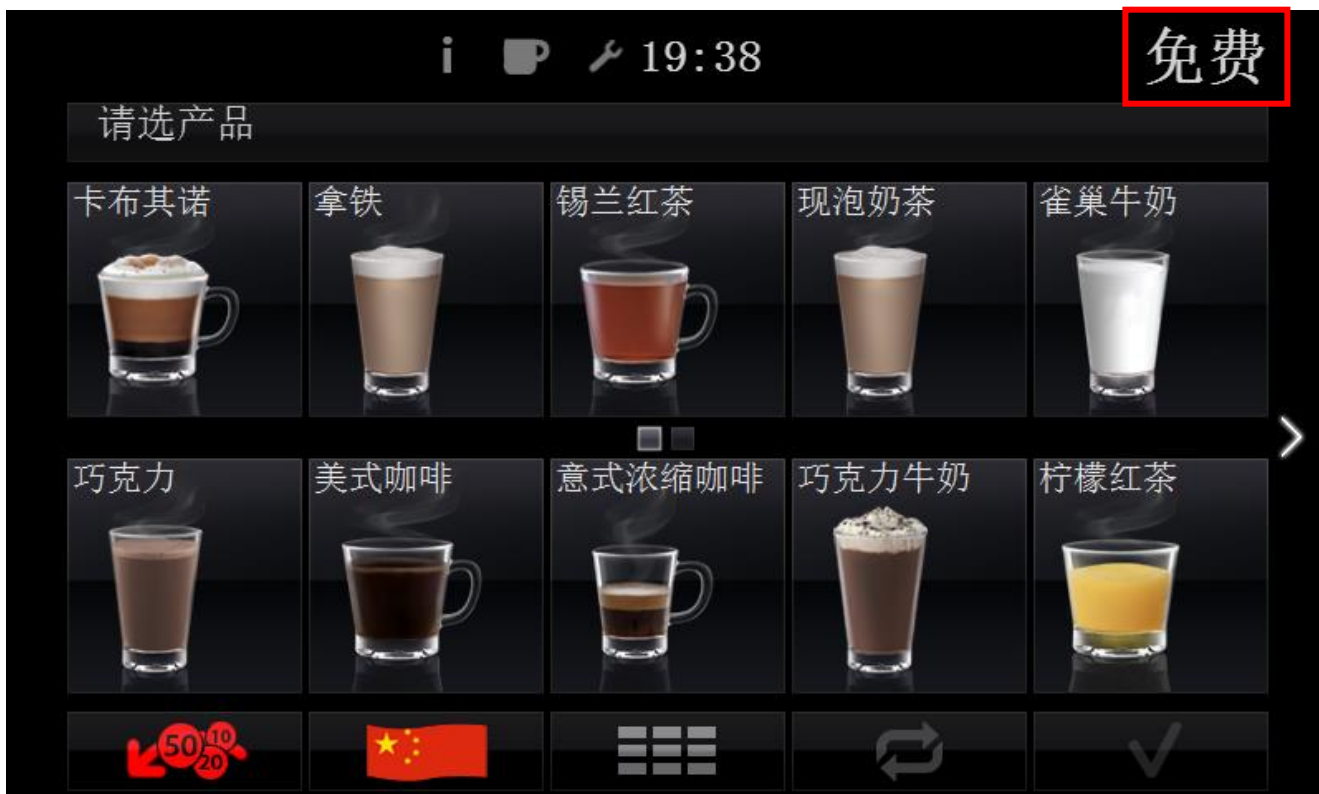 i 19:38 免费
请选产品
卡布其诺 拿铁 锡兰红茶 现泡奶茶 雀巢牛奶
巧克力 美式咖啡 意式浓缩咖啡 巧克力牛奶 柠檬红茶
50 10 20